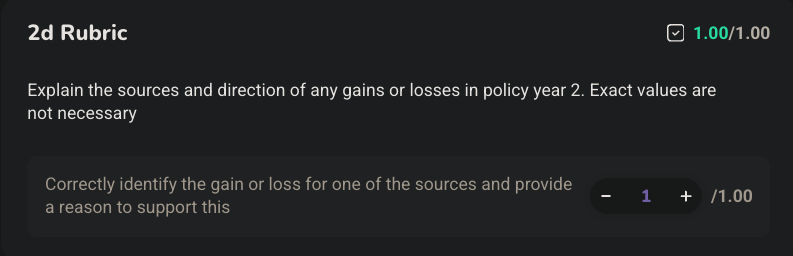 2d Rubric
1.00/1.00
Explain the sources and direction of any gains or losses in policy year 2. Exact values are
not necessary
Correctly identify the gain or loss for one of the sources and provide
a reason to support this
− 1 + /1.00